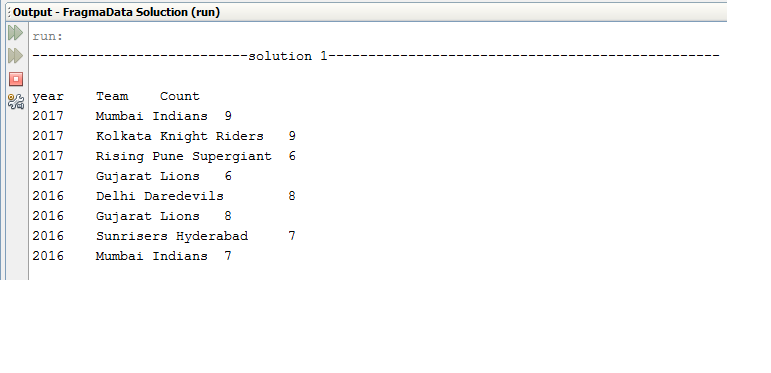 Output - FragmaData Soluction (run)
run:
---------------------------solution 1-------------------------------------------------
year    Team    Count
2017    Mumbai Indians  9
2017    Kolkata Knight Riders   9
2017    Rising Pune Supergiant  6
2017    Gujarat Lions   6
2016    Delhi Daredevils        8
2016    Gujarat Lions   8
2016    Sunrisers Hyderabad     7
2016    Mumbai Indians  7